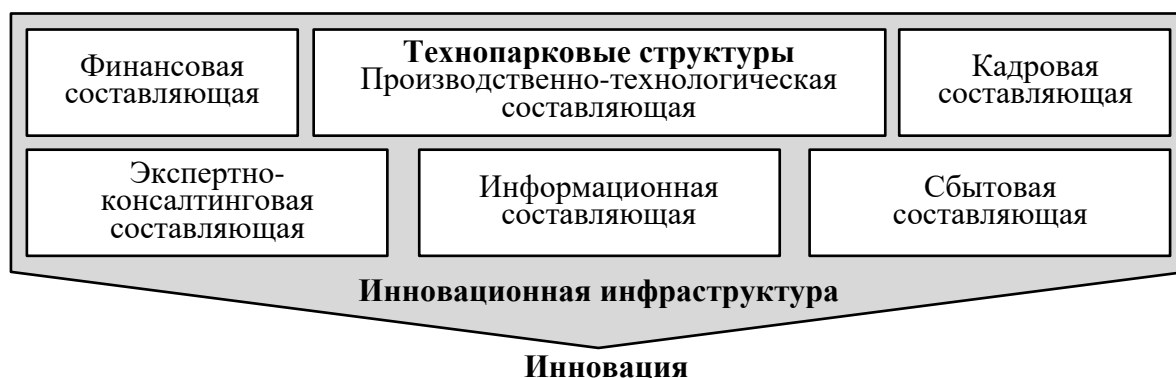 Финансовая
составляющая
Технопарковые структуры
Производственно-технологическая
составляющая
Кадровая
составляющая
Экспертно-
консалтинговая
составляющая
Информационная
составляющая
Сбытовая
составляющая
Инновационная инфраструктура
Инновация